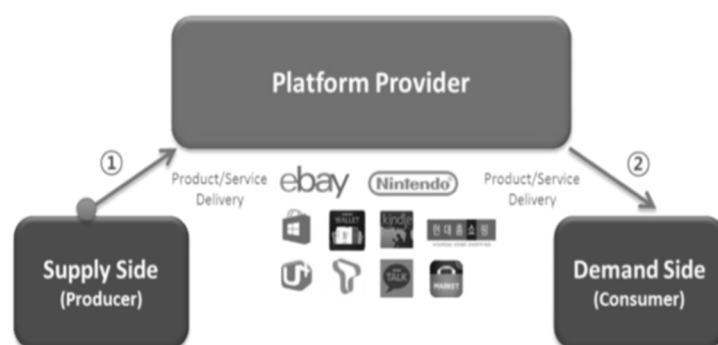 Platform Provider
①
②
Product/Service
Delivery
ebay
Nintendo
Product/Service
Delivery
WALLET
kindle
현대홈쇼핑
U+
TALK
MARKET
Supply Side
(Producer)
Demand Side
(Consumer)